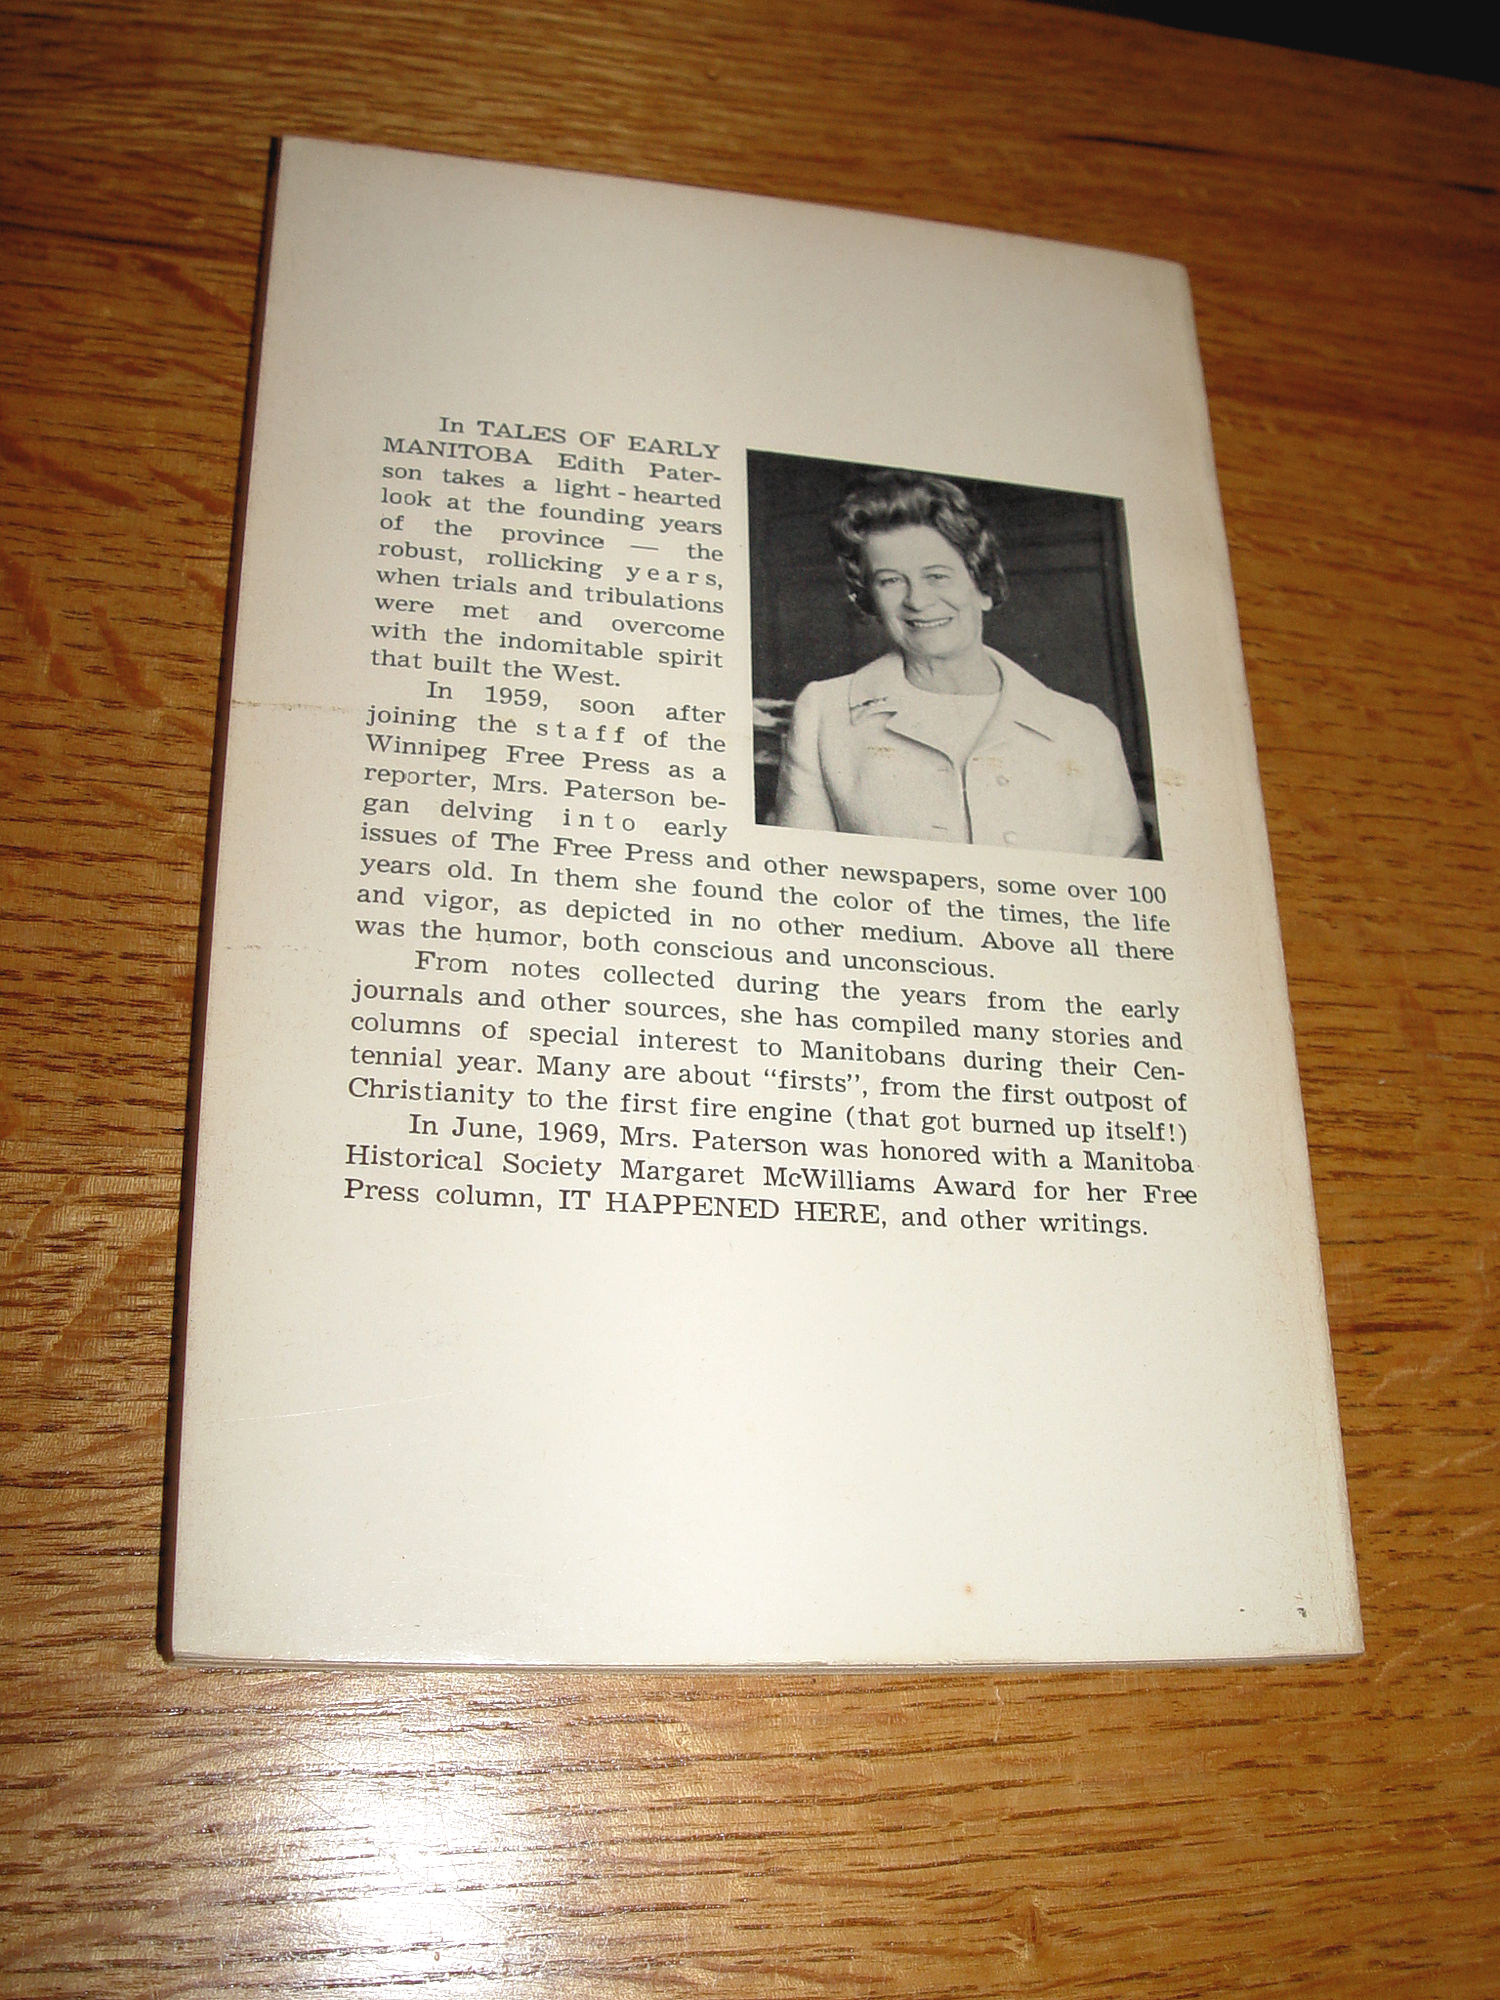 In TALES OF EARLY
MANITOBA Edith Pater-
son takes a light - hearted
look at the founding years
of the province — the
robust, rollicking years,
when trials and tribulations
were met and overcome
with the indomitable spirit
that built the West.
In 1959, soon after
joining the staff of the
Winnipeg Free Press as a
reporter, Mrs. Paterson be-
gan delving into early
issues of The Free Press and other newspapers, some over 100
years old. In them she found the color of the times, the life
and vigor, as depicted in no other medium. Above all there
was the humor, both conscious and unconscious.
From notes collected during the years from the early
journals and other sources, she has compiled many stories and
columns of special interest to Manitobans during their Cen-
tennial year. Many are about “firsts”, from the first outpost of
Christianity to the first fire engine (that got burned up itself!)
In June, 1969, Mrs. Paterson was honored with a Manitoba
Historical Society Margaret McWilliams Award for her Free
Press column, IT HAPPENED HERE, and other writings.